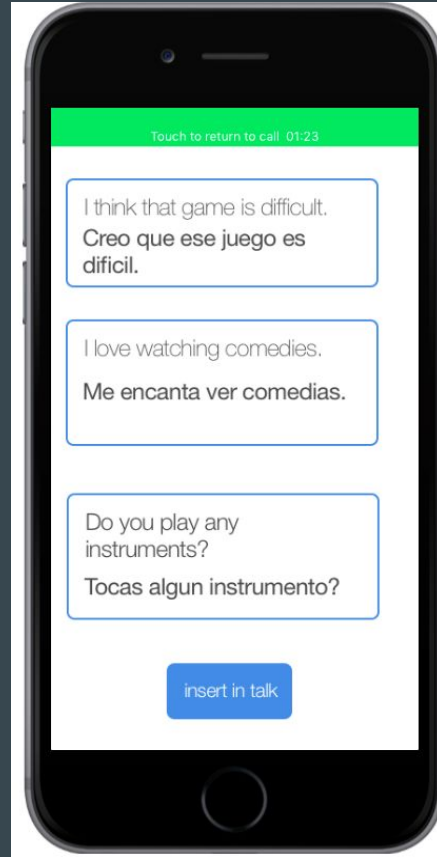 Touch to return to call 01:23
I think that game is difficult.
Creo que ese juego es
dificil.
I love watching comedies.
Me encanta ver comedias.
Do you play any
instruments?
Tocas algun instrumento?
insert in talk